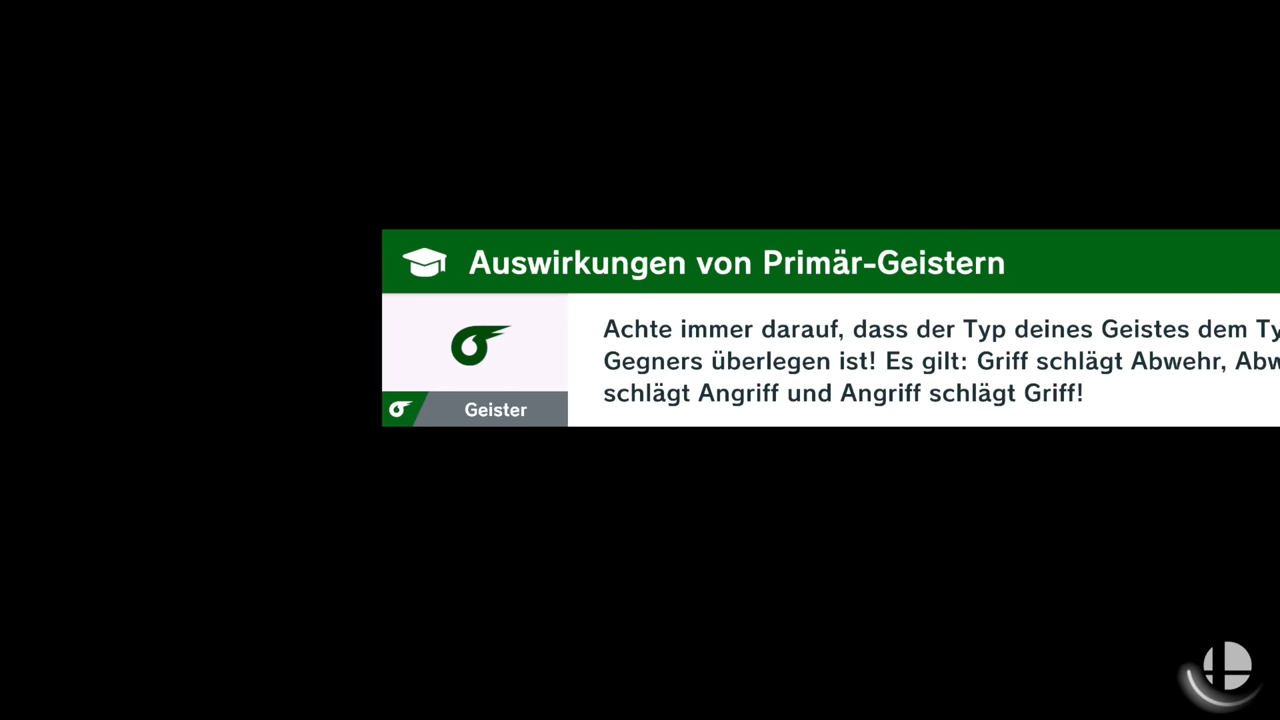 Auswirkungen von Primär-Geistern
Achte immer darauf, dass der Typ deines Geistes dem
Gegners überlegen ist! Es gilt: Griff schlägt Abwehr,
schlägt Angriff und Angriff schlägt Griff!
Geister